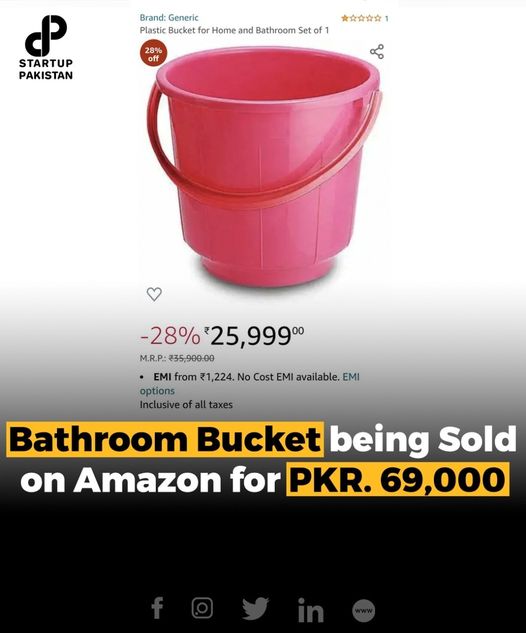 STARTUP
PAKISTAN
Brand: Generic
1
Plastic Bucket for Home and Bathroom Set of 1
28%
off
-28% ₹25,999⁰⁰
M.R.P.: ₹35,900.00
• EMI from ₹1,224. No Cost EMI available. EMI
options
Inclusive of all taxes
Bathroom Bucket being Sold
on Amazon for PKR. 69,000
www